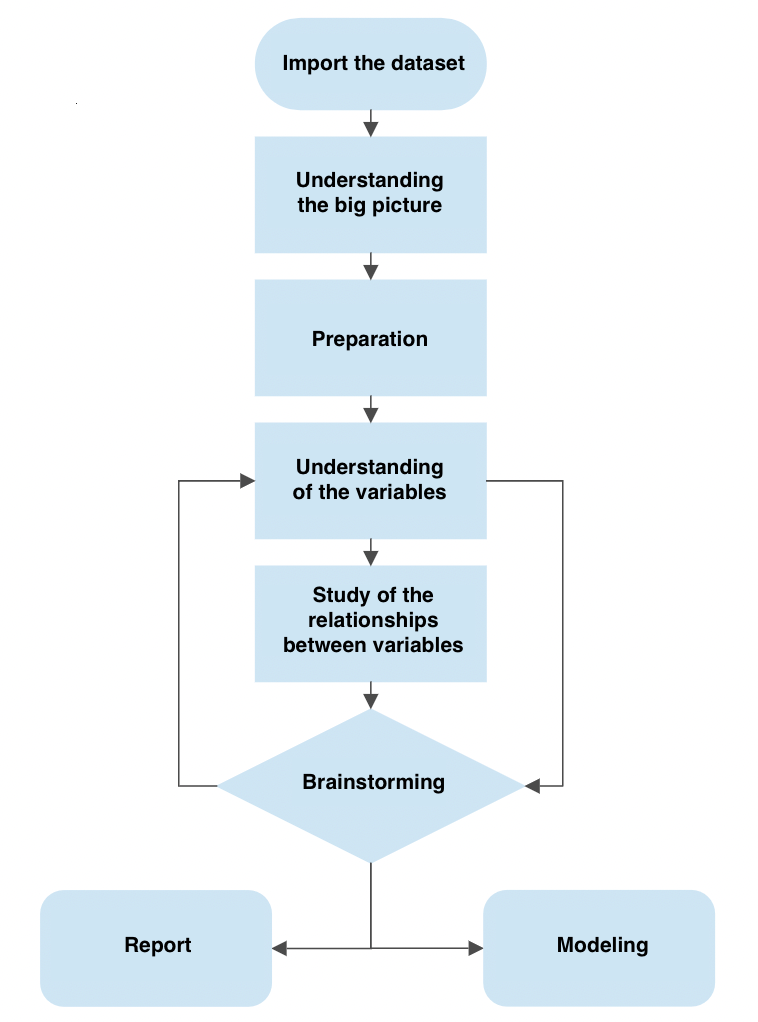 Import the dataset
Understanding
the big picture
Preparation
Understanding
of the variables
Study of the
relationships
between variables
Brainstorming
Report
Modeling